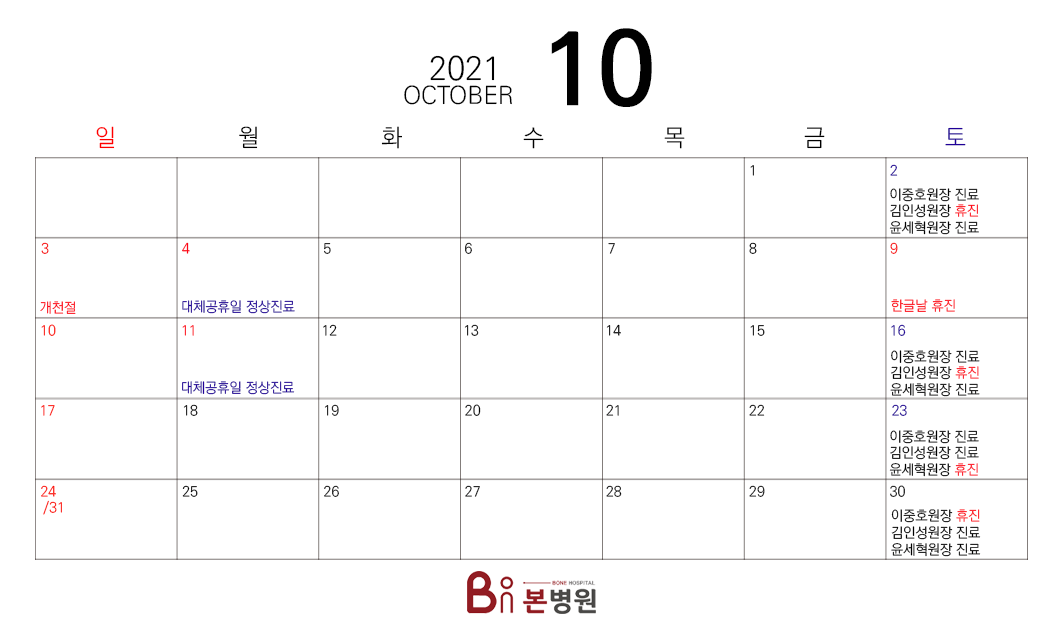 2021
OCTOBER
10
일 월 화 수 목 금 토
1 2
이중호원장 진료
김인성원장 휴진
윤세혁원장 진료
3 4 5 6 7 8 9
개천절 대체공휴일 정상진료 한글날 휴진
10 11 12 13 14 15 16
이중호원장 진료
김인성원장 휴진
대체공휴일 정상진료 윤세혁원장 진료
17 18 19 20 21 22 23
이중호원장 진료
김인성원장 진료
윤세혁원장 휴진
24 25 26 27 28 29 30
/31
이중호원장 휴진
김인성원장 진료
윤세혁원장 진료
BONE HOSPITAL
본병원